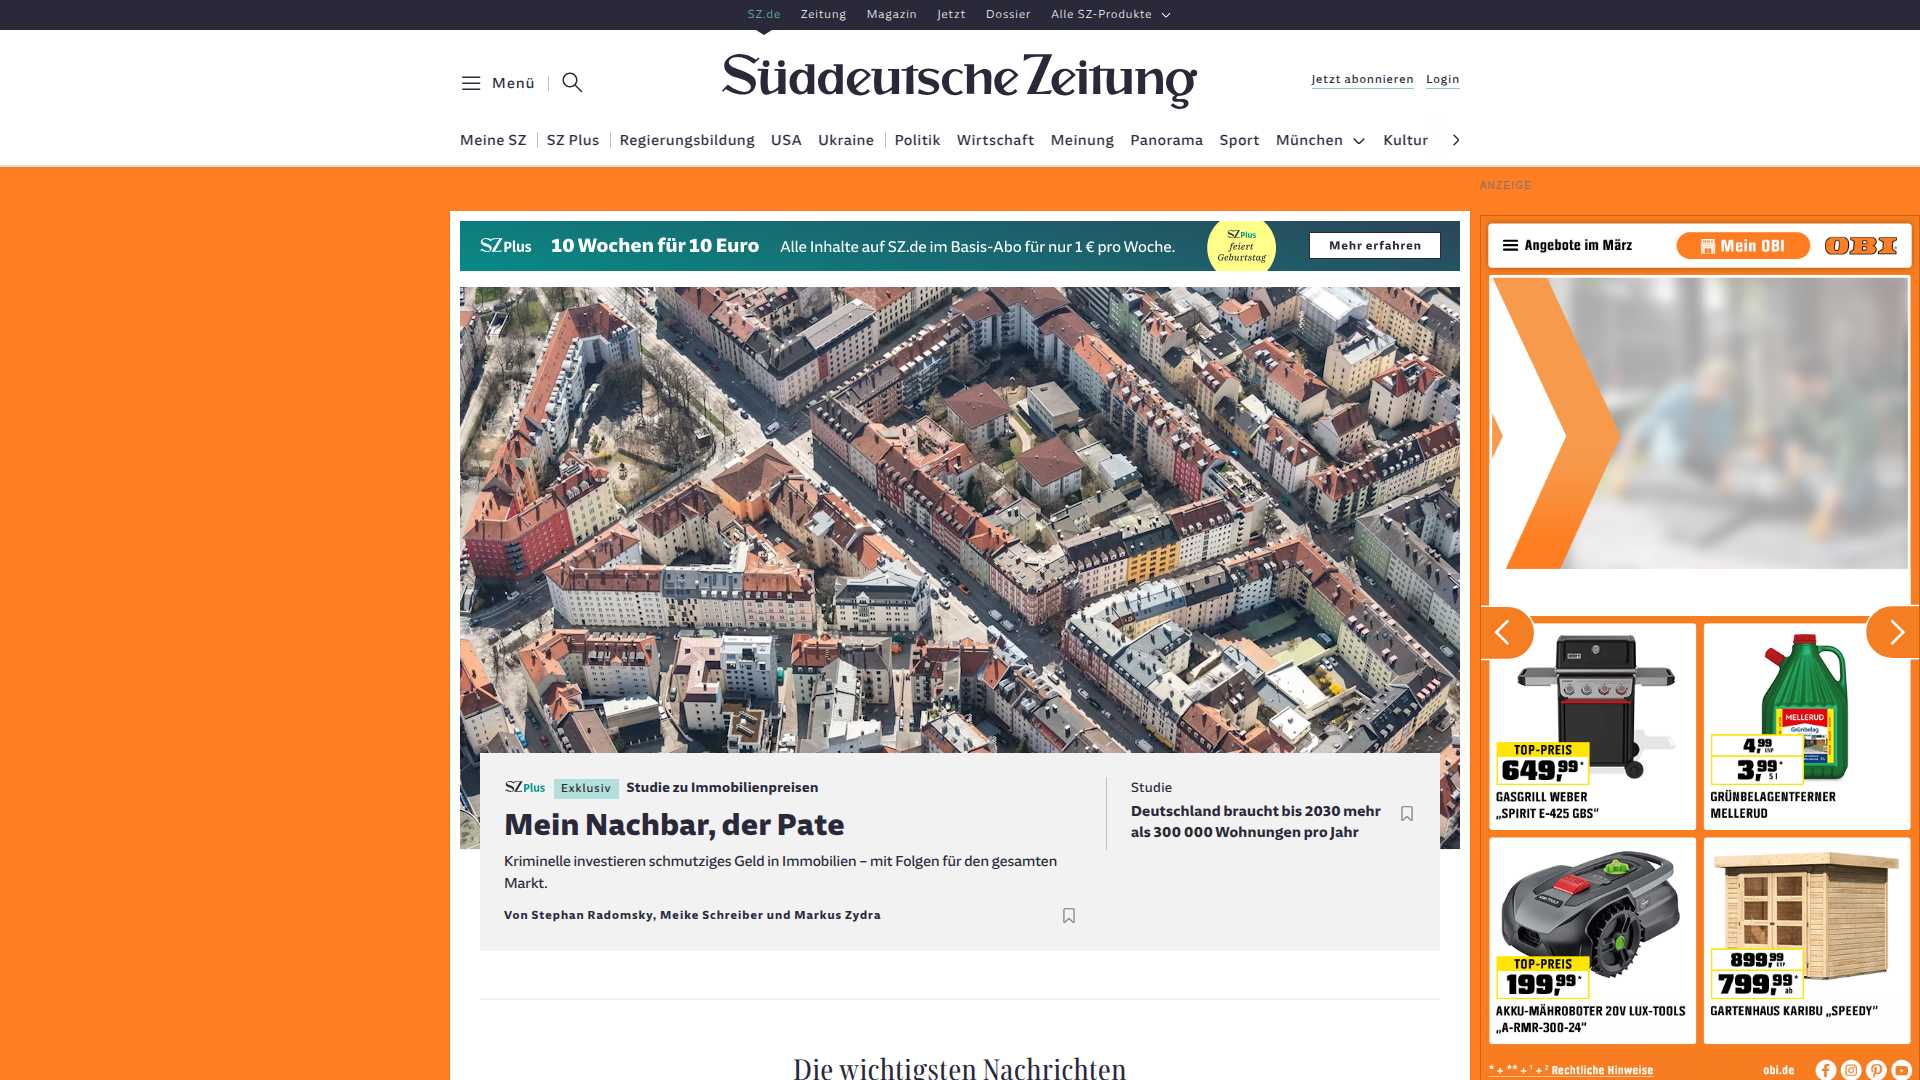 SZ.de Zeitung Magazin Jetzt Dossier Alle SZ-Produkte
Menü
Süddeutsche Zeitung
Jetzt abonnieren Login
Meine SZ SZ Plus Regierungsbildung USA Ukraine Politik Wirtschaft Meinung Panorama Sport München Kultur
ANZEIGE
SZ Plus 10 Wochen für 10 Euro Alle Inhalte auf SZ.de im Basis-Abo für nur 1 € pro Woche.
SZ Plus
feiert
Geburtstag
Mehr erfahren
SZ Plus Exklusiv Studie zu Immobilienpreisen
Mein Nachbar, der Pate
Kriminelle investieren schmutziges Geld in Immobilien – mit Folgen für den gesamten
Markt.
Von Stephan Radomsky, Meike Schreiber und Markus Zydra
Studie
Deutschland braucht bis 2030 mehr
als 300 000 Wohnungen pro Jahr
Die wichtigsten Nachrichten
Angebote im März Mein OBI OBI
TOP-PREIS
649,99*
GASGRILL WEBER
„SPIRIT E-425 GBS“
MELLERUD
Grünbelag
4,99 UVP
3,99* 5 l
GRÜNBELAGENTFERNER
MELLERUD
TOP-PREIS
199,99*
AKKU-MÄHROBOTER 20V LUX-TOOLS
„A-RMR-300-24“
899,99 UVP
799,99* ab
GARTENHAUS KARIBU „SPEEDY“
* + ** + ¹ + ² Rechtliche Hinweise
obi.de